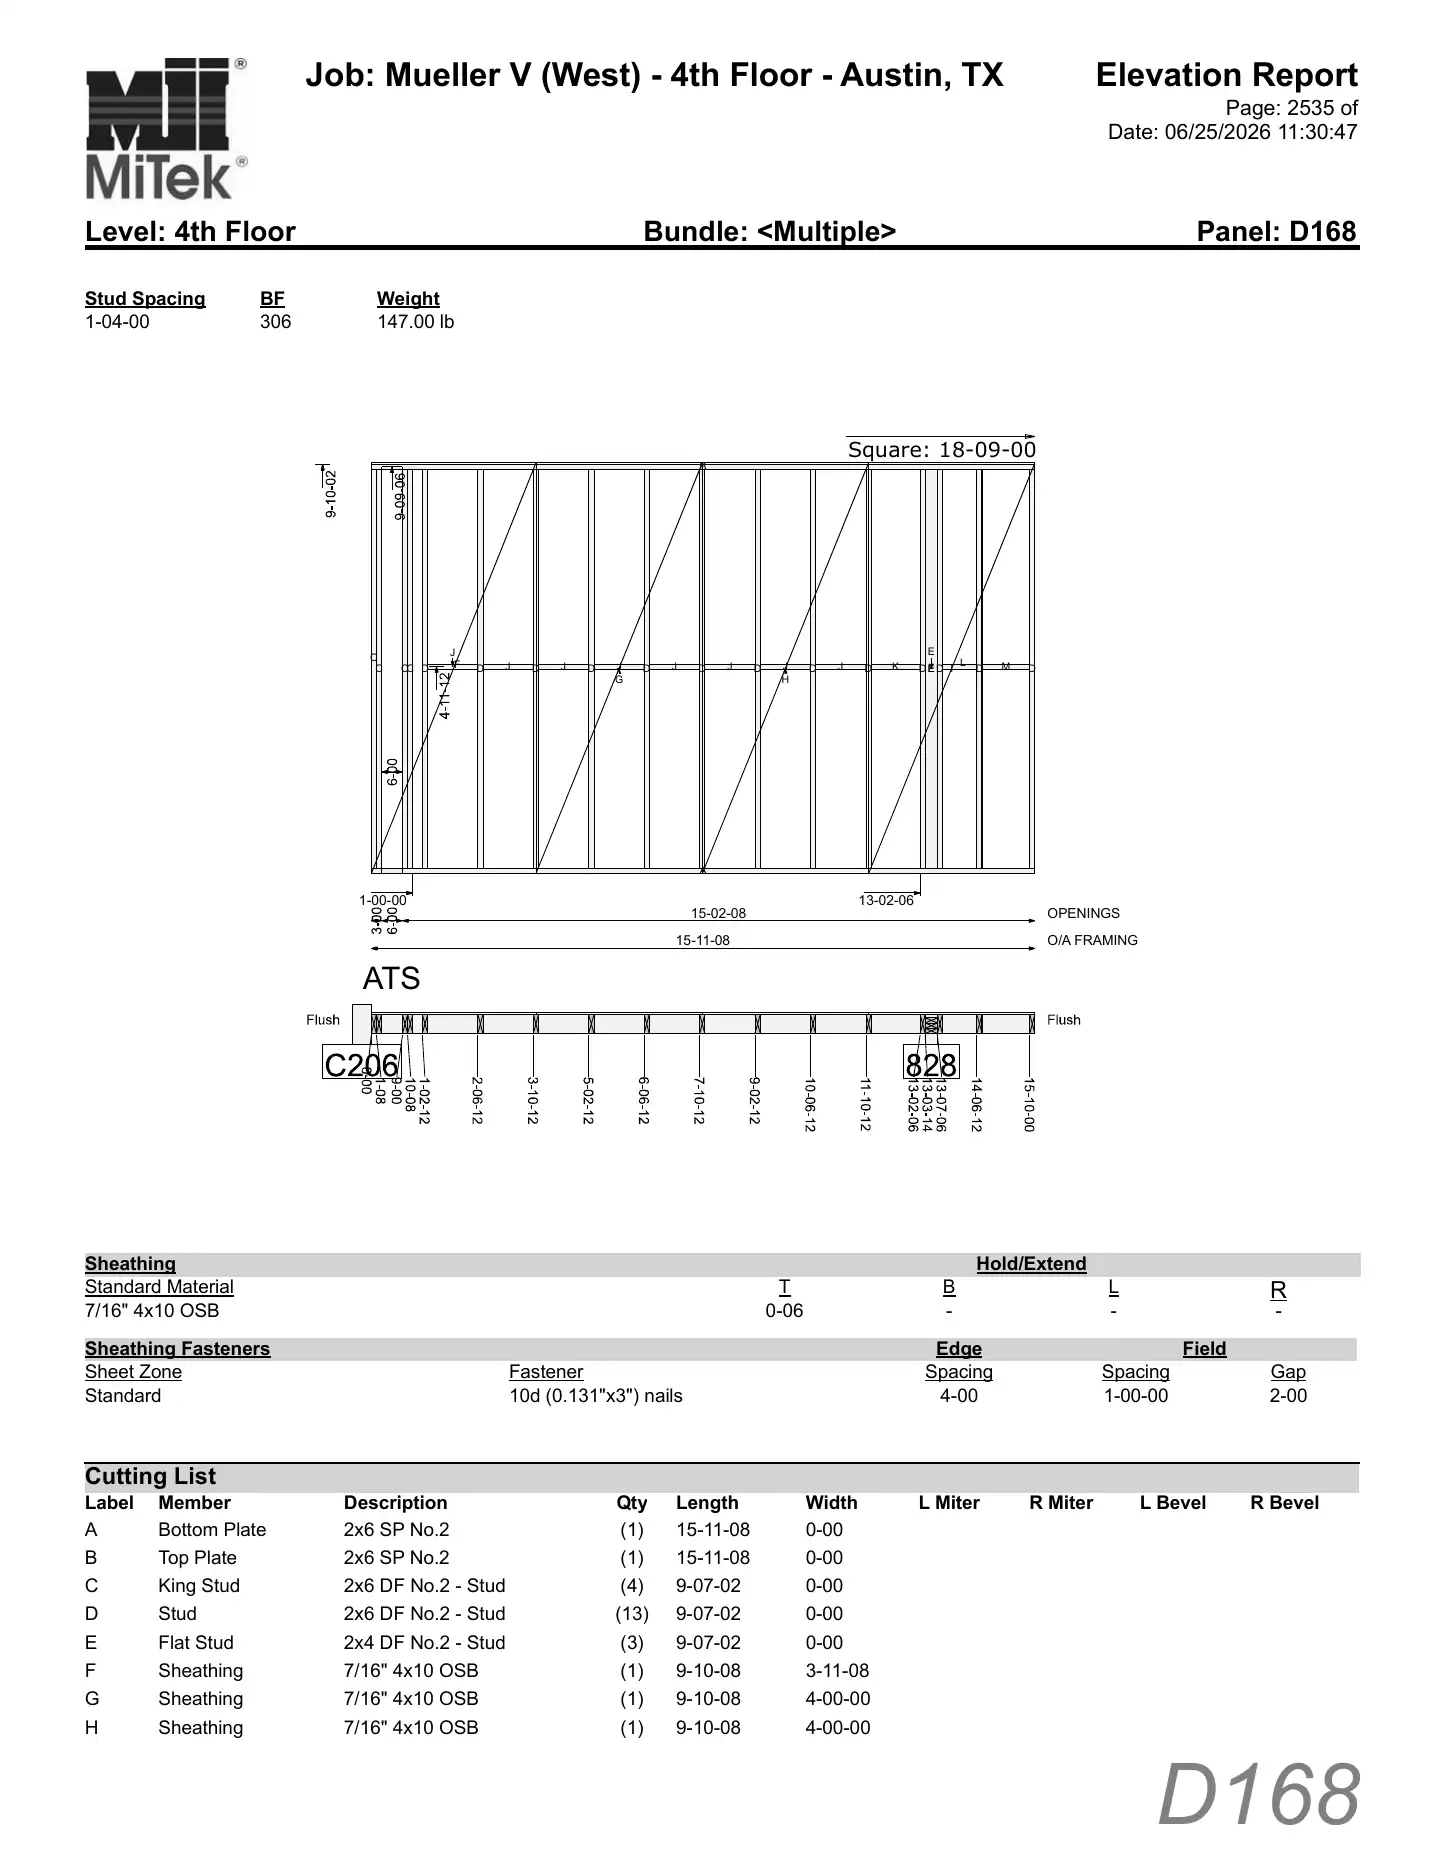 Job: Mueller V (West) - 4th Floor - Austin, TX
Elevation Report
Page: 2535 of
Date: 06/25/2026 11:30:47
MiTek®
Level: 4th Floor Bundle: <Multiple> Panel: D168
Stud Spacing BF Weight
1-04-00 306 147.00 lb
Square: 18-09-00
9-10-02
9-09-06
C
J
E
J J G J J H J K E L M
4-11-12
6-00
1-00-00 13-02-06
3-00 6-00 15-02-08 OPENINGS
15-11-08 O/A FRAMING
ATS
Flush Flush
C206 828
0-00 1-08 9-00 10-08 1-02-12 2-06-12 3-10-12 5-02-12 6-06-12 7-10-12 9-02-12 10-06-12 11-10-12 13-02-06 13-03-14 13-07-06 14-06-12 15-10-00
Sheathing Hold/Extend
Standard Material T B L R
7/16" 4x10 OSB 0-06 - - -
Sheathing Fasteners Edge Field
Sheet Zone Fastener Spacing Spacing Gap
Standard 10d (0.131"x3") nails 4-00 1-00-00 2-00
Cutting List
Label Member Description Qty Length Width L Miter R Miter L Bevel R Bevel
A Bottom Plate 2x6 SP No.2 (1) 15-11-08 0-00
B Top Plate 2x6 SP No.2 (1) 15-11-08 0-00
C King Stud 2x6 DF No.2 - Stud (4) 9-07-02 0-00
D Stud 2x6 DF No.2 - Stud (13) 9-07-02 0-00
E Flat Stud 2x4 DF No.2 - Stud (3) 9-07-02 0-00
F Sheathing 7/16" 4x10 OSB (1) 9-10-08 3-11-08
G Sheathing 7/16" 4x10 OSB (1) 9-10-08 4-00-00
H Sheathing 7/16" 4x10 OSB (1) 9-10-08 4-00-00
D168